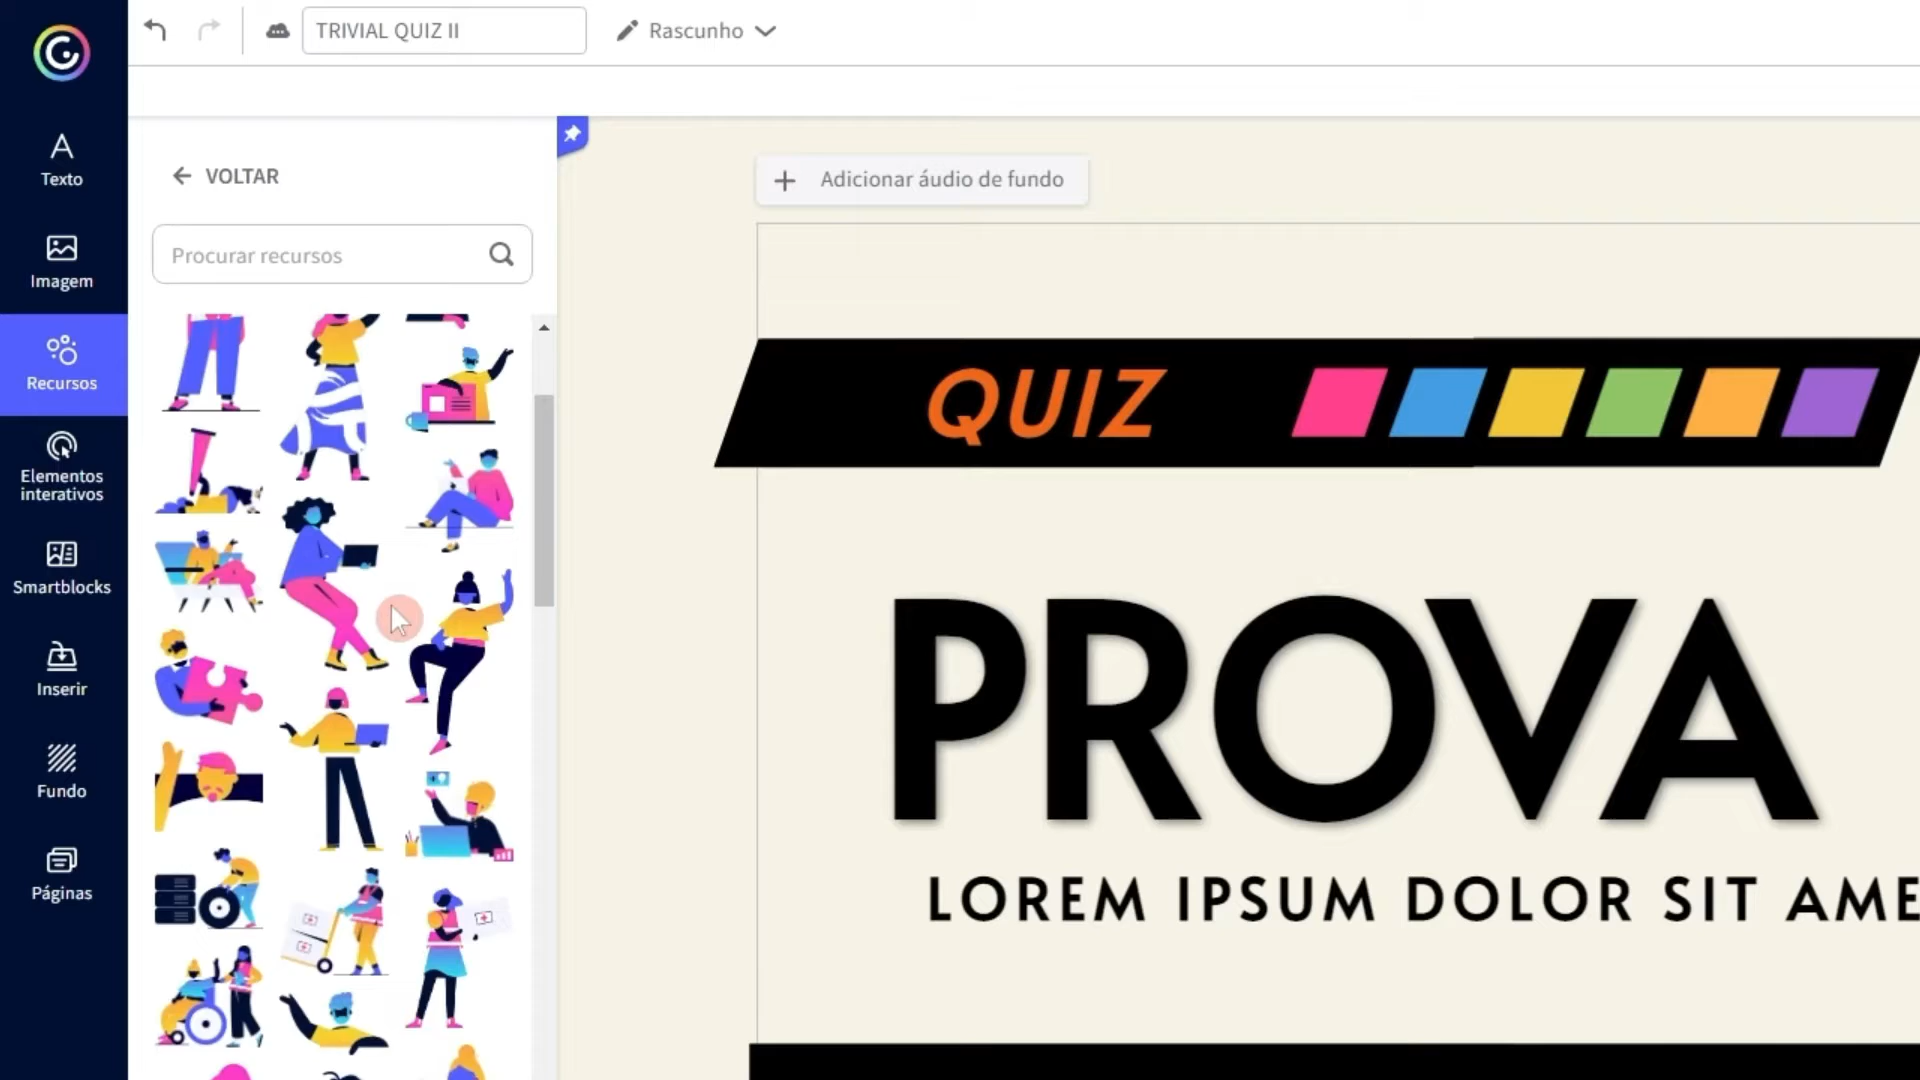 TRIVIAL QUIZ II
Rascunho
Texto
Imagem
Recursos
Elementos
interativos
Smartblocks
Inserir
Fundo
Páginas
VOLTAR
Procurar recursos
Adicionar áudio de fundo
QUIZ
PROVA
LOREM IPSUM DOLOR SIT AME